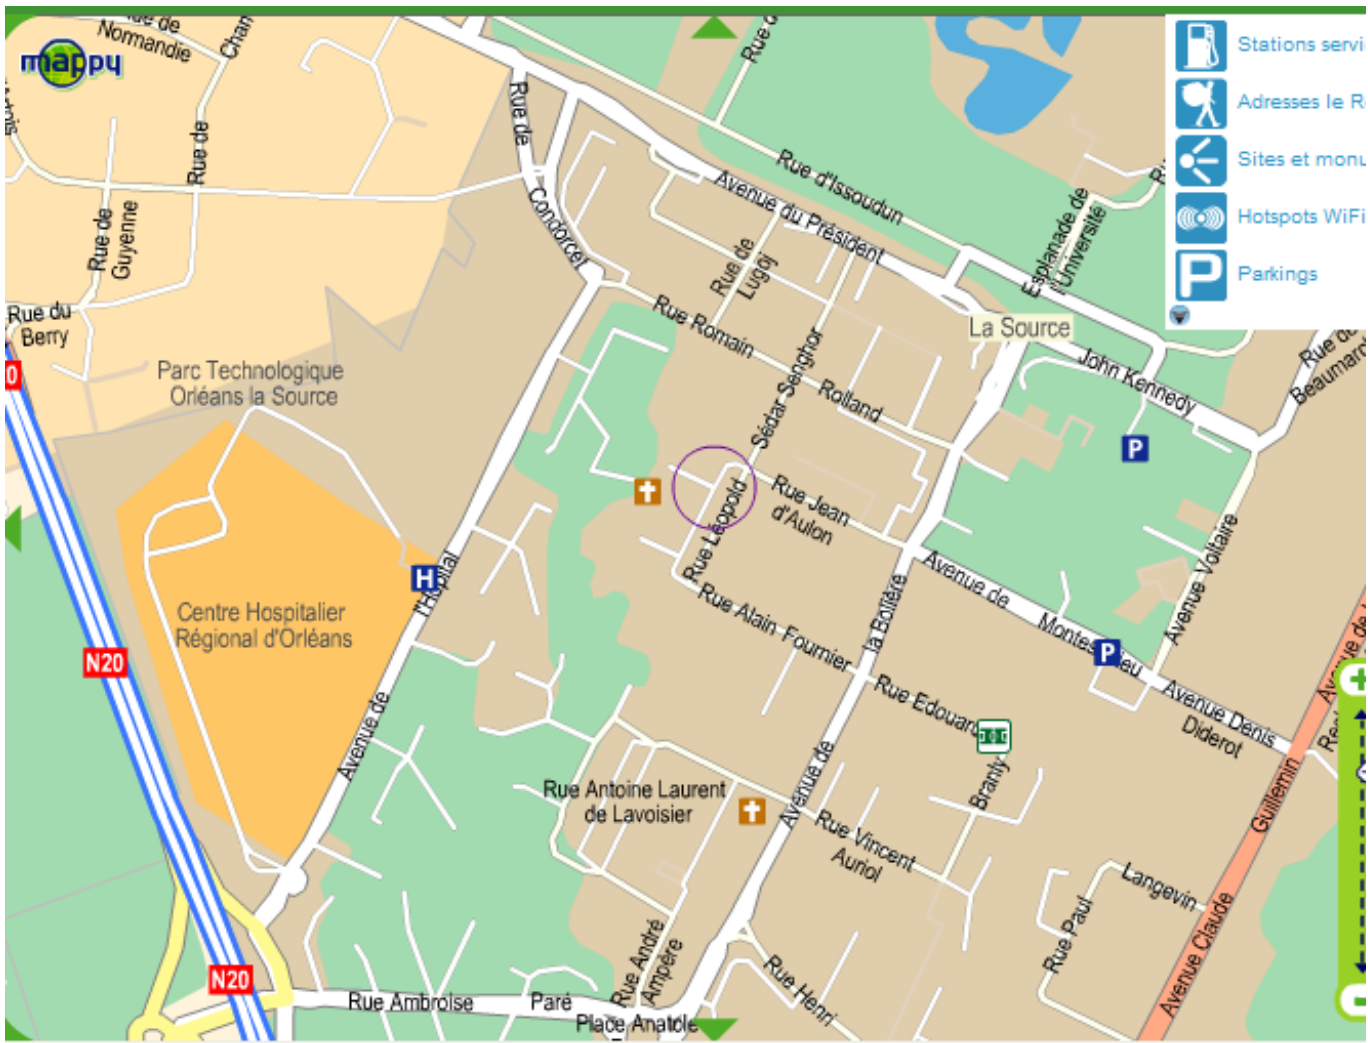 mappy
Rue de
Normandie
Rue de
Rue de
Guyenne
Rue du
Berry
Parc Technologique
Orléans la Source
Centre Hospitalier
Régional d'Orléans
H
N20
N20
Rue de
Condorcet
Avenue de
l'Hôpital
Rue d'Issoudun
Avenue du Président
John Kennedy
Rue de
Lugoj
Rue Romain
Rolland
Rue Léopold
Sédar Senghor
Rue Jean
d'Aulon
Rue Alain Fournier
La Source
Esplanade de
l'Université
Rue de
P
P
Avenue de
la Bolière
Avenue de
Avenue Voltaire
Avenue Denis
Diderot
Rue Edouard
Branly
Rue Antoine Laurent
de Lavoisier
Rue Vincent
Auriol
Rue André
Ampère
Rue Ambroise
Paré
Place Anatole
Rue Henri
Rue Paul
Langevin
Avenue Claude
Guillemin
Stations servi
Adresses le R
Sites et monu
Hotspots WiFi
P
Parkings